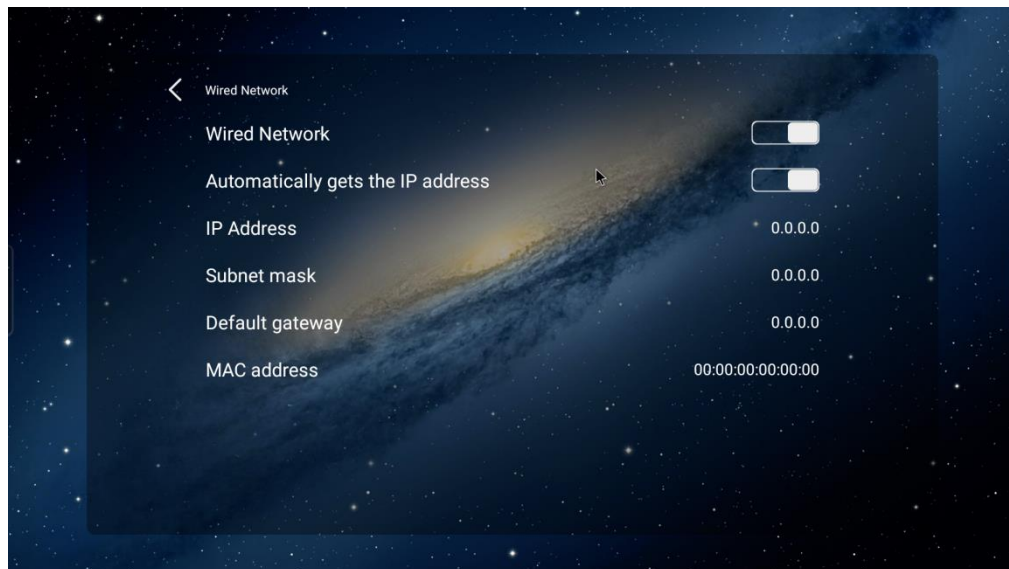 Wired Network
Wired Network
Automatically gets the IP address
IP Address 0.0.0.0
Subnet mask 0.0.0.0
Default gateway 0.0.0.0
MAC address 00:00:00:00:00:00